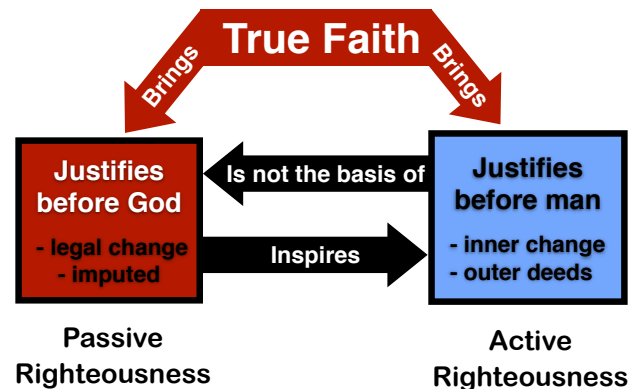 True Faith
Brings
Brings
Justifies
before God
- legal change
- imputed
Is not the basis of
Inspires
Justifies
before man
- inner change
- outer deeds
Passive
Righteousness
Active
Righteousness